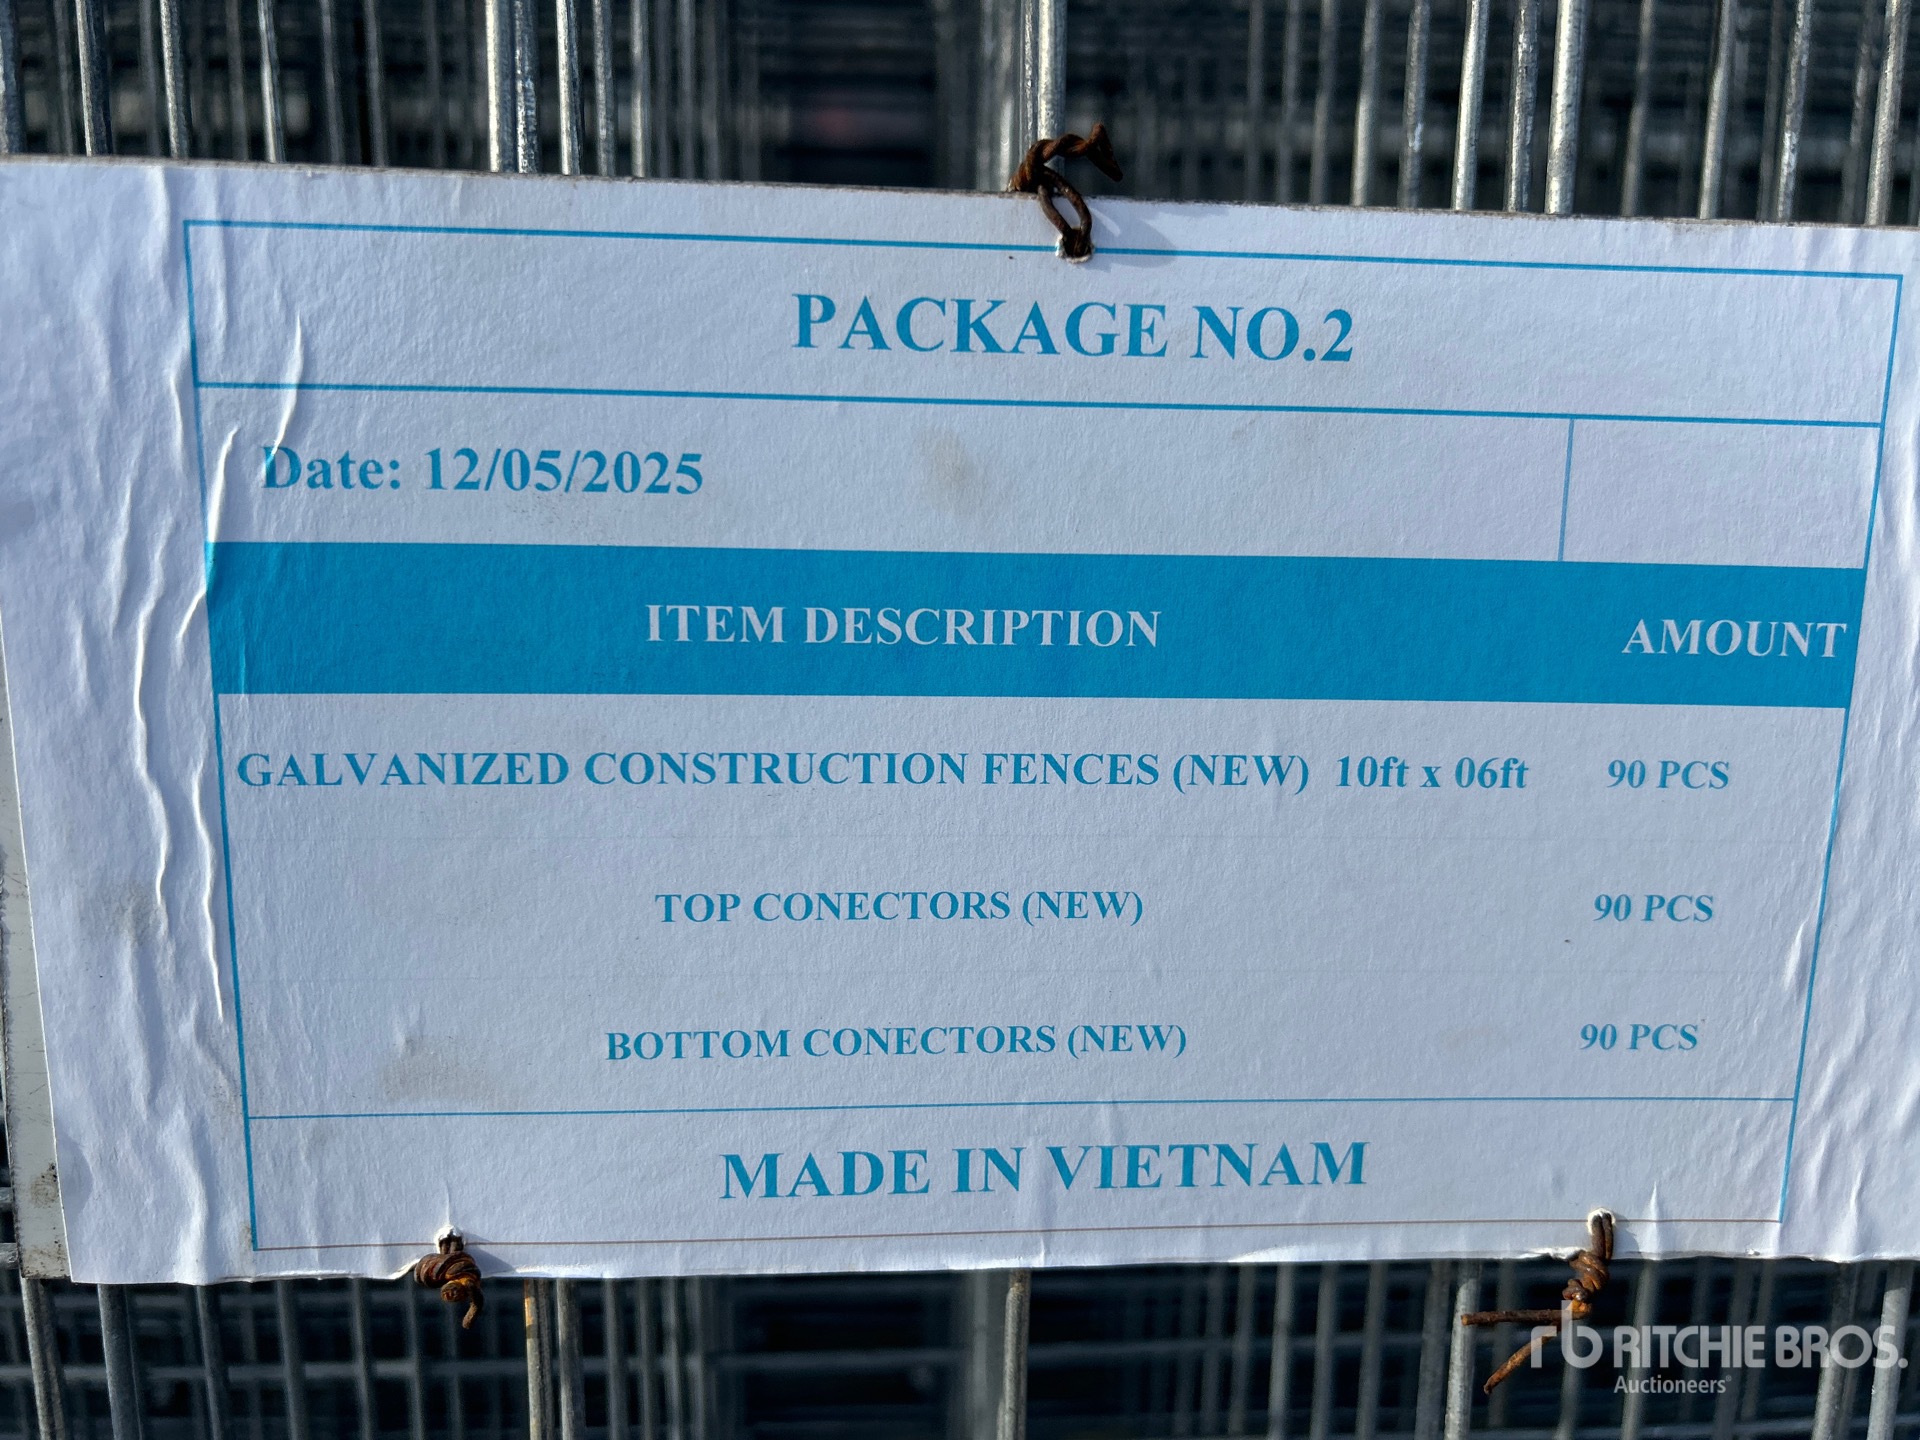 PACKAGE NO.2
Date: 12/05/2025
ITEM DESCRIPTION AMOUNT
GALVANIZED CONSTRUCTION FENCES (NEW) 10ft x 06ft 90 PCS
TOP CONECTORS (NEW) 90 PCS
BOTTOM CONECTORS (NEW) 90 PCS
MADE IN VIETNAM
rb RITCHIE BROS.
Auctioneers